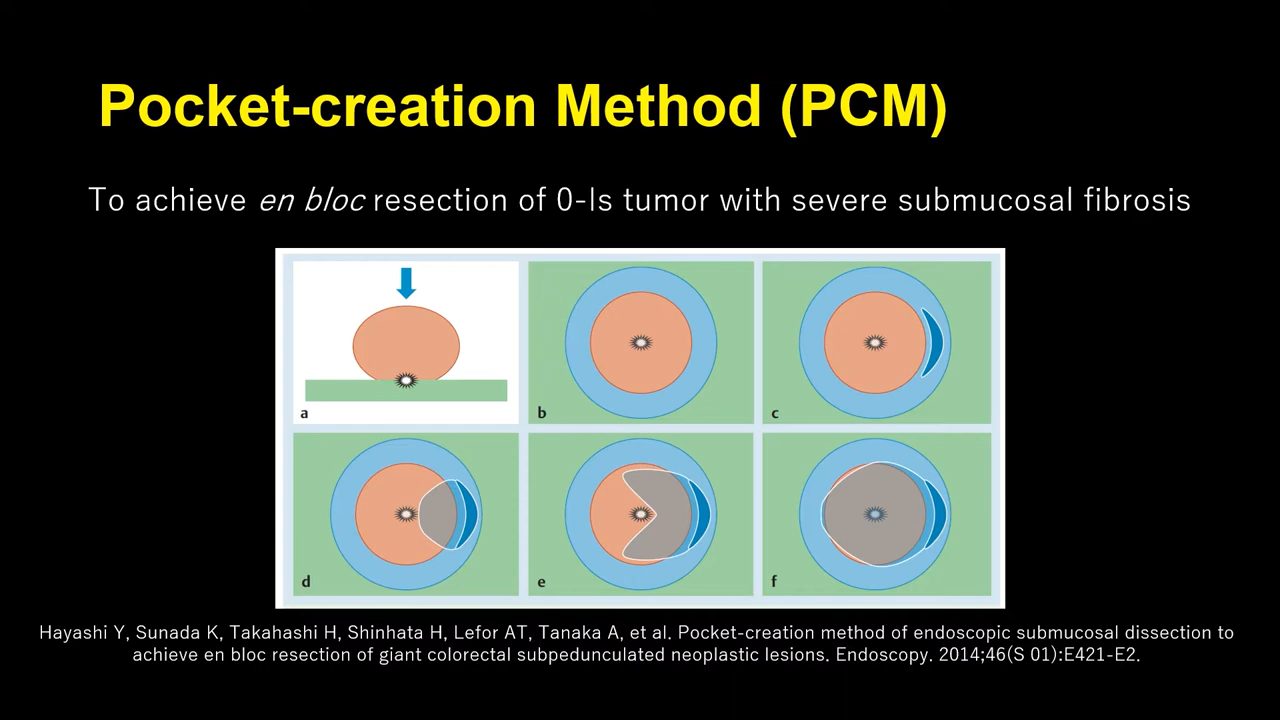 Pocket-creation Method (PCM)
To achieve en bloc resection of 0-Is tumor with severe submucosal fibrosis
a
b
c
d
e
f
Hayashi Y, Sunada K, Takahashi H, Shinhata H, Lefor AT, Tanaka A, et al. Pocket-creation method of endoscopic submucosal dissection to
achieve en bloc resection of giant colorectal subpedunculated neoplastic lesions. Endoscopy. 2014;46(S 01):E421-E2.